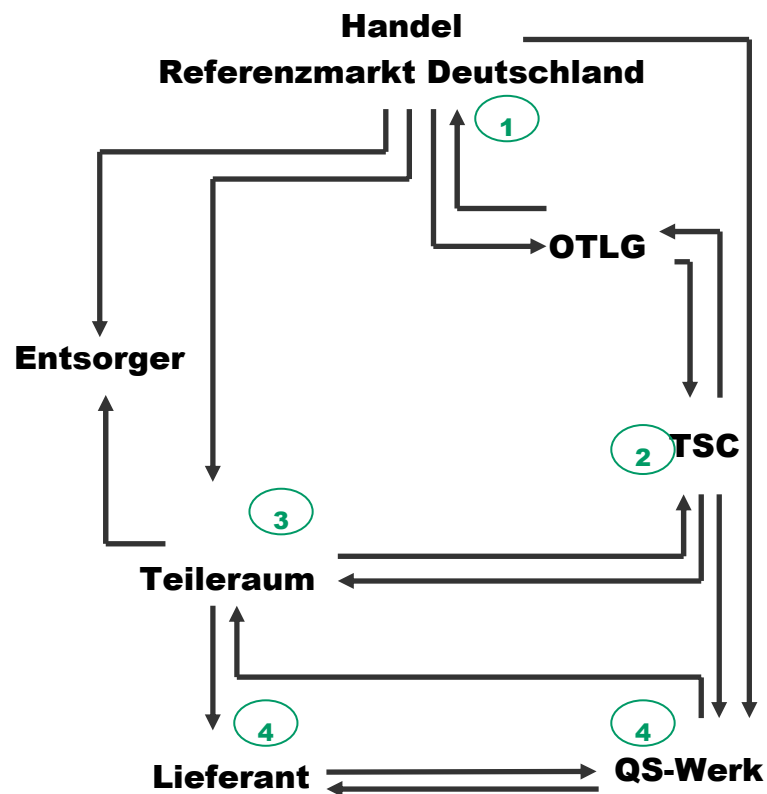 Handel
Referenzmarkt Deutschland
1
OTLG
Entsorger
2
TSC
3
Teileraum
4
4
Lieferant
QS-Werk